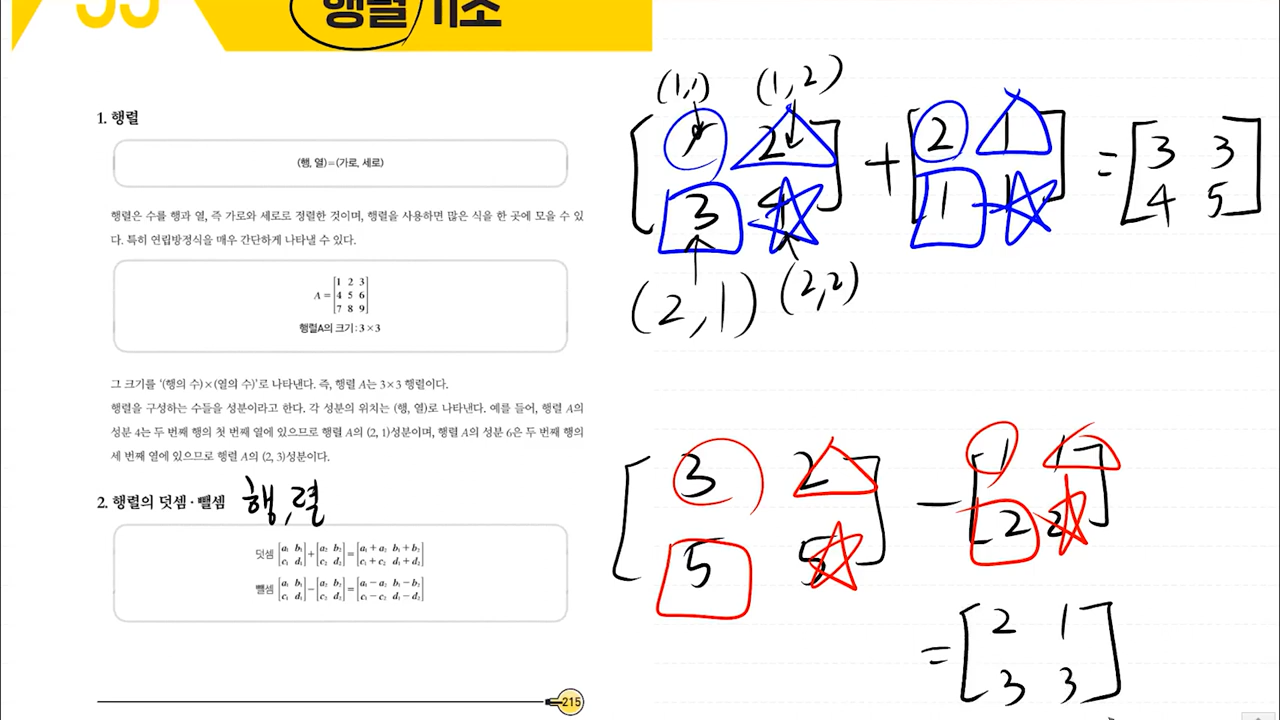 행렬 기초
1. 행렬
(행, 열)=(가로, 세로)
행렬은 수를 행과 열, 즉 가로와 세로로 정렬한 것이며, 행렬을 사용하면 많은 식을 한 곳에 모을 수 있
다. 특히 연립방정식을 매우 간단하게 나타낼 수 있다.
1 2 3
A= 4 5 6
7 8 9
행렬A의 크기 : 3×3
그 크기를 '(행의 수)×(열의 수)'로 나타낸다. 즉, 행렬 A는 3×3 행렬이다.
행렬을 구성하는 수들을 성분이라고 한다. 각 성분의 위치는 (행, 열)로 나타낸다. 예를 들어, 행렬 A의
성분 4는 두 번째 행의 첫 번째 열에 있으므로 행렬 A의 (2, 1)성분이며, 행렬 A의 성분 6은 두 번째 행의
세 번째 열에 있으므로 행렬 A의 (2, 3)성분이다.
2. 행렬의 덧셈 · 뺄셈 행,렬
덧셈 [a₁ b₁ c₁ d₁]+[a₂ b₂ c₂ d₂]=[a₁+a₂ b₁+b₂ c₁+c₂ d₁+d₂]
뺄셈 [a₁ b₁ c₁ d₁]-[a₂ b₂ c₂ d₂]=[a₁-a₂ b₁-b₂ c₁-c₂ d₁-d₂]
215
(1,1) (1,2)
[1 2 + [2 1 = [3 3
3 4] 1 1] 4 5]
(2,1) (2,2)
[3 2 - [1 1
5 5] 2 2]
= [2 1
3 3]